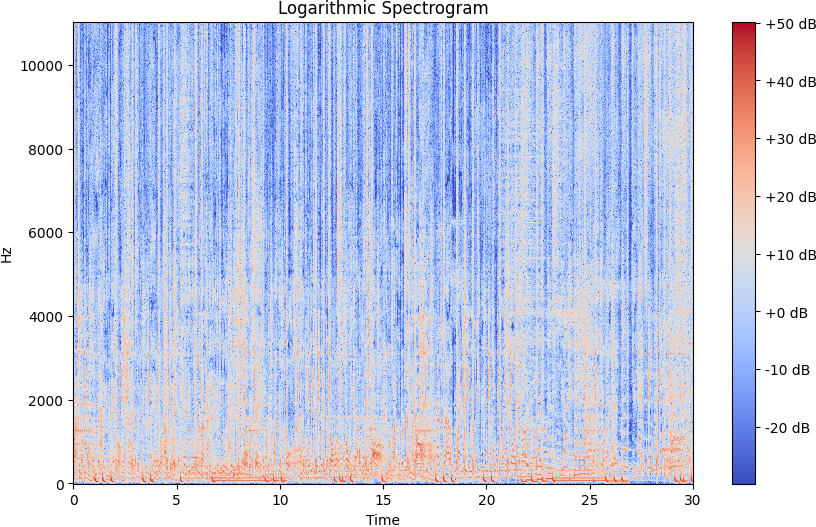 Logarithmic Spectrogram
Hz
10000
8000
6000
4000
2000
0
0 5 10 15 20 25 30
Time
+50 dB
+40 dB
+30 dB
+20 dB
+10 dB
+0 dB
-10 dB
-20 dB